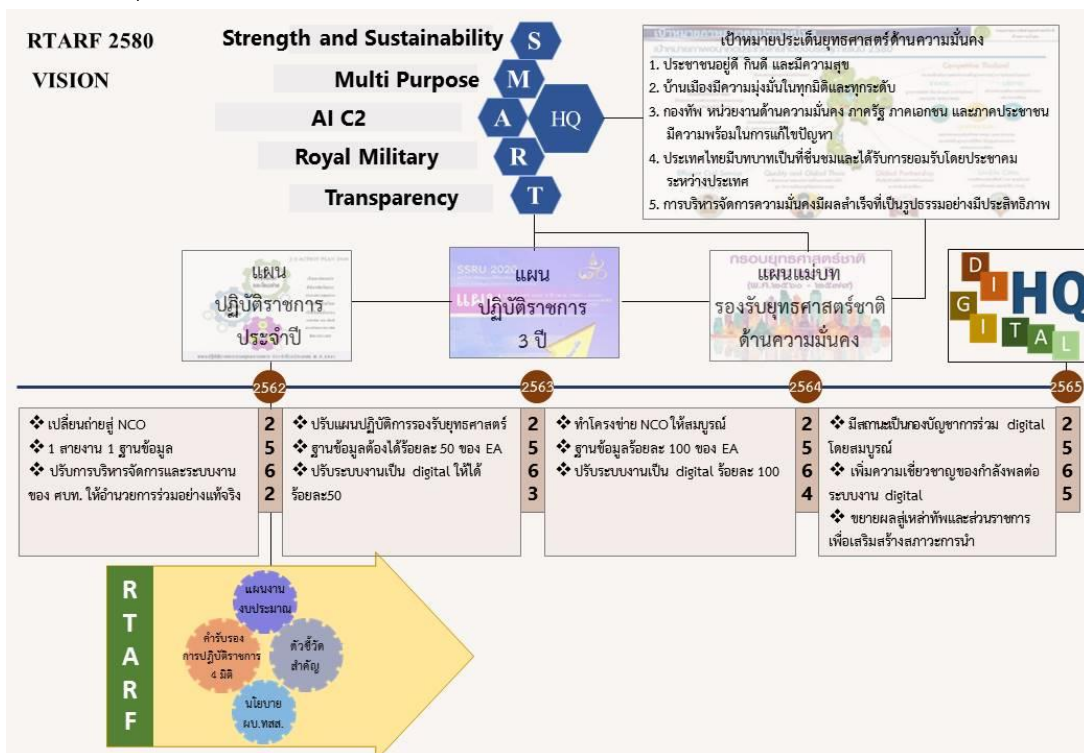 RTARF 2580
VISION
Strength and Sustainability
Multi Purpose
AI C2
Royal Military
Transparency
S
M
A
R
T
HQ
เป้าหมายประเด็นยุทธศาสตร์ด้านความมั่นคง
1. ประชาชนอยู่ดี กินดี และมีความสุข
2. บ้านเมืองมีความมุ่งมั่นในทุกมิติและทุกระดับ
3. กองทัพ หน่วยงานด้านความมั่นคง ภาครัฐ ภาคเอกชน และภาคประชาชน
มีความพร้อมในการแก้ไขปัญหา
4. ประเทศไทยมีบทบาทเป็นที่ชื่นชมและได้รับการยอมรับโดยประชาคม
ระหว่างประเทศ
5. การบริหารจัดการความมั่นคงมีผลสำเร็จที่เป็นรูปธรรมอย่างมีประสิทธิภาพ
แผน
ปฏิบัติราชการ
ประจำปี
SSRU 2020
แผน
แผน
ปฏิบัติราชการ
3 ปี
กรอบยุทธศาสตร์ชาติ
แผนแม่บท
รองรับยุทธศาสตร์ชาติ
ด้านความมั่นคง
DIGITAL
HQ
2562
2563
2564
2565
❖ เปลี่ยนถ่ายสู่ NCO
❖ 1 สายงาน 1 ฐานข้อมูล
❖ ปรับการบริหารจัดการและระบบงาน
ของ ศบท. ให้อำนวยการร่วมอย่างแท้จริง
2
5
6
2
❖ ปรับแผนปฏิบัติการรองรับยุทธศาสตร์
❖ ฐานข้อมูลต้องได้ร้อยละ 50 ของ EA
❖ ปรับระบบงานเป็น digital ให้ได้
ร้อยละ50
2
5
6
3
❖ ทำโครงข่าย NCO ให้สมบูรณ์
❖ ฐานข้อมูลร้อยละ 100 ของ EA
❖ ปรับระบบงานเป็น digital ร้อยละ 100
2
5
6
4
❖ มีสถานะเป็นกองบัญชาการร่วม digital
โดยสมบูรณ์
❖ เพิ่มความเชี่ยวชาญของกำลังพลต่อ
ระบบงาน digital
❖ ขยายผลสู่เหล่าทัพและส่วนราชการ
เพื่อเสริมสร้างสภาวะการนำ
2
5
6
5
R
T
A
R
F
แผนงาน
งบประมาณ
คำรับรอง
การปฏิบัติราชการ
4 มิติ
ตัวชี้วัด
สำคัญ
นโยบาย
ผบ.ทสส.